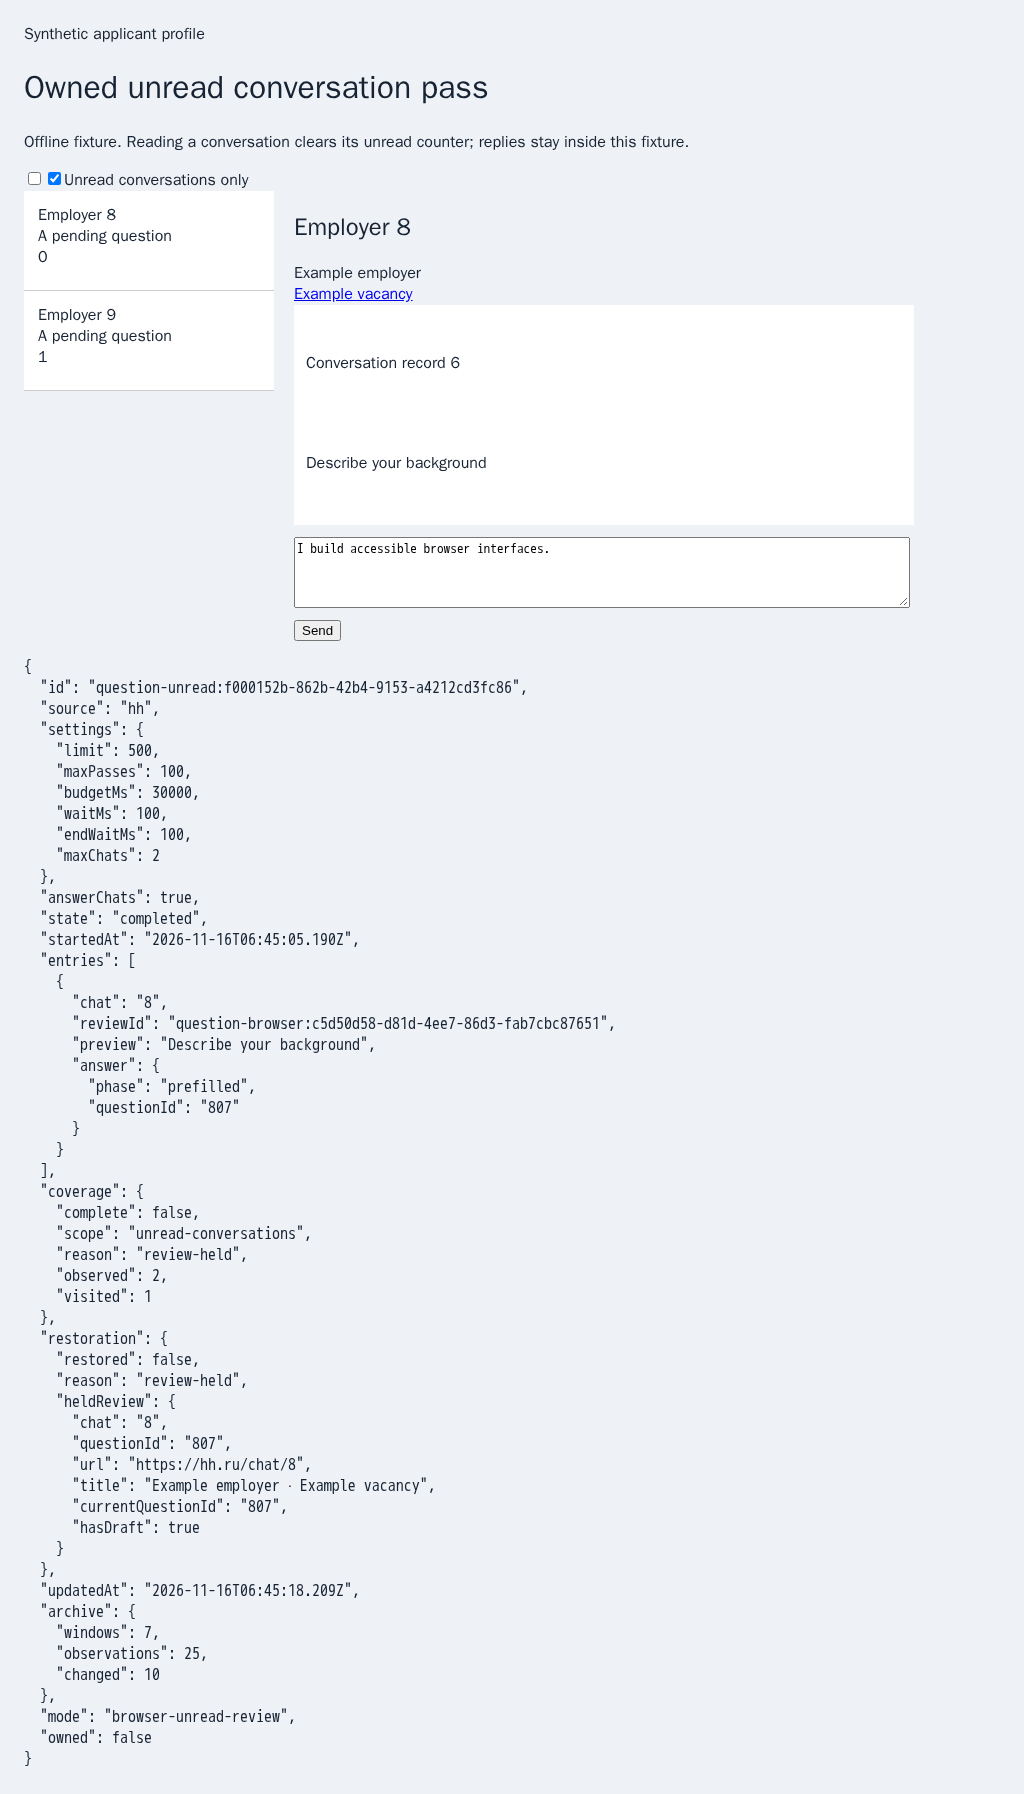 Synthetic applicant profile
Owned unread conversation pass
Offline fixture. Reading a conversation clears its unread counter; replies stay inside this fixture.
Unread conversations only
Employer 8
A pending question
0
Employer 9
A pending question
1
Employer 8
Example employer
Example vacancy
Conversation record 6
Describe your background
I build accessible browser interfaces.
Send
{
  "id": "question-unread:f000152b-862b-42b4-9153-a4212cd3fc86",
  "source": "hh",
  "settings": {
    "limit": 500,
    "maxPasses": 100,
    "budgetMs": 30000,
    "waitMs": 100,
    "endWaitMs": 100,
    "maxChats": 2
  },
  "answerChats": true,
  "state": "completed",
  "startedAt": "2026-11-16T06:45:05.190Z",
  "entries": [
    {
      "chat": "8",
      "reviewId": "question-browser:c5d50d58-d81d-4ee7-86d3-fab7cbc87651",
      "preview": "Describe your background",
      "answer": {
        "phase": "prefilled",
        "questionId": "807"
      }
    }
  ],
  "coverage": {
    "complete": false,
    "scope": "unread-conversations",
    "reason": "review-held",
    "observed": 2,
    "visited": 1
  },
  "restoration": {
    "restored": false,
    "reason": "review-held",
    "heldReview": {
      "chat": "8",
      "questionId": "807",
      "url": "https://hh.ru/chat/8",
      "title": "Example employer · Example vacancy",
      "currentQuestionId": "807",
      "hasDraft": true
    }
  },
  "updatedAt": "2026-11-16T06:45:18.209Z",
  "archive": {
    "windows": 7,
    "observations": 25,
    "changed": 10
  },
  "mode": "browser-unread-review",
  "owned": false
}